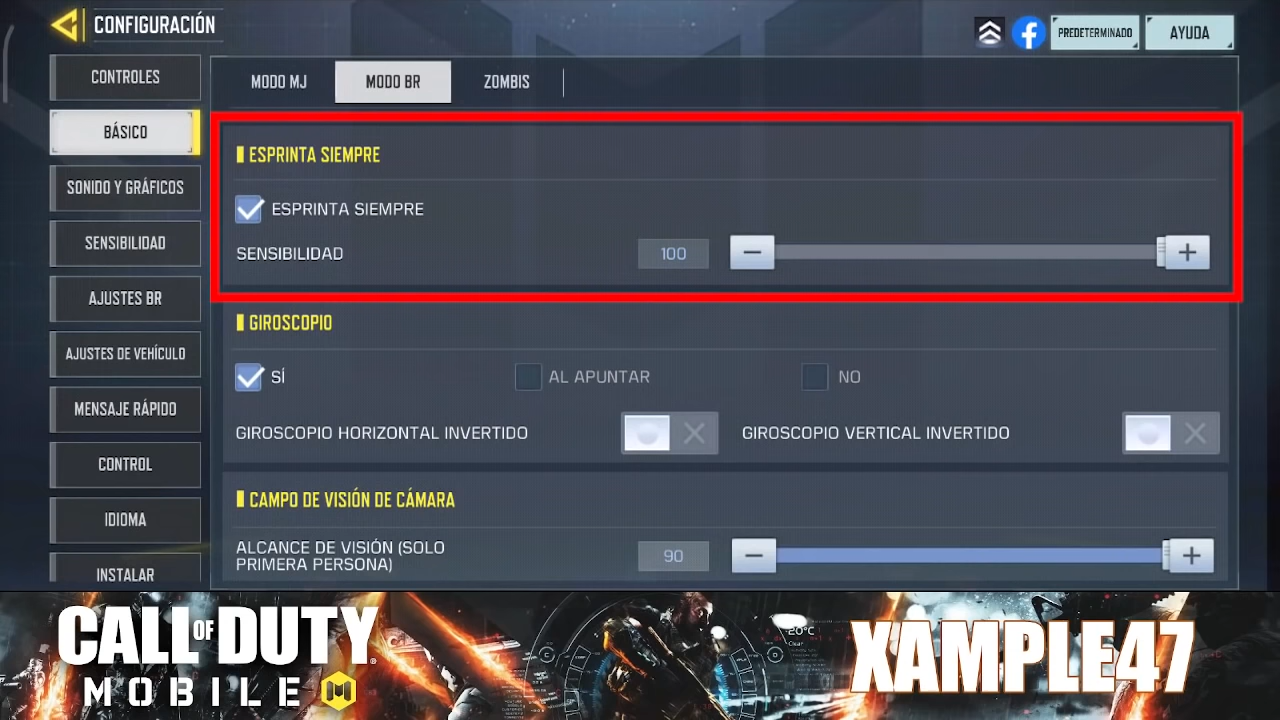 CONFIGURACIÓN
PREDETERMINADO
AYUDA
CONTROLES
BÁSICO
SONIDO Y GRÁFICOS
SENSIBILIDAD
AJUSTES BR
AJUSTES DE VEHÍCULO
MENSAJE RÁPIDO
CONTROL
IDIOMA
INSTALAR
MODO MJ
MODO BR
ZOMBIS
ESPRINTA SIEMPRE
ESPRINTA SIEMPRE
SENSIBILIDAD
100
GIROSCOPIO
SÍ
AL APUNTAR
NO
GIROSCOPIO HORIZONTAL INVERTIDO
GIROSCOPIO VERTICAL INVERTIDO
CAMPO DE VISIÓN DE CÁMARA
ALCANCE DE VISIÓN (SOLO
PRIMERA PERSONA)
90
CALL OF DUTY
MOBILE
-20°C
Clear
XAMPLE47